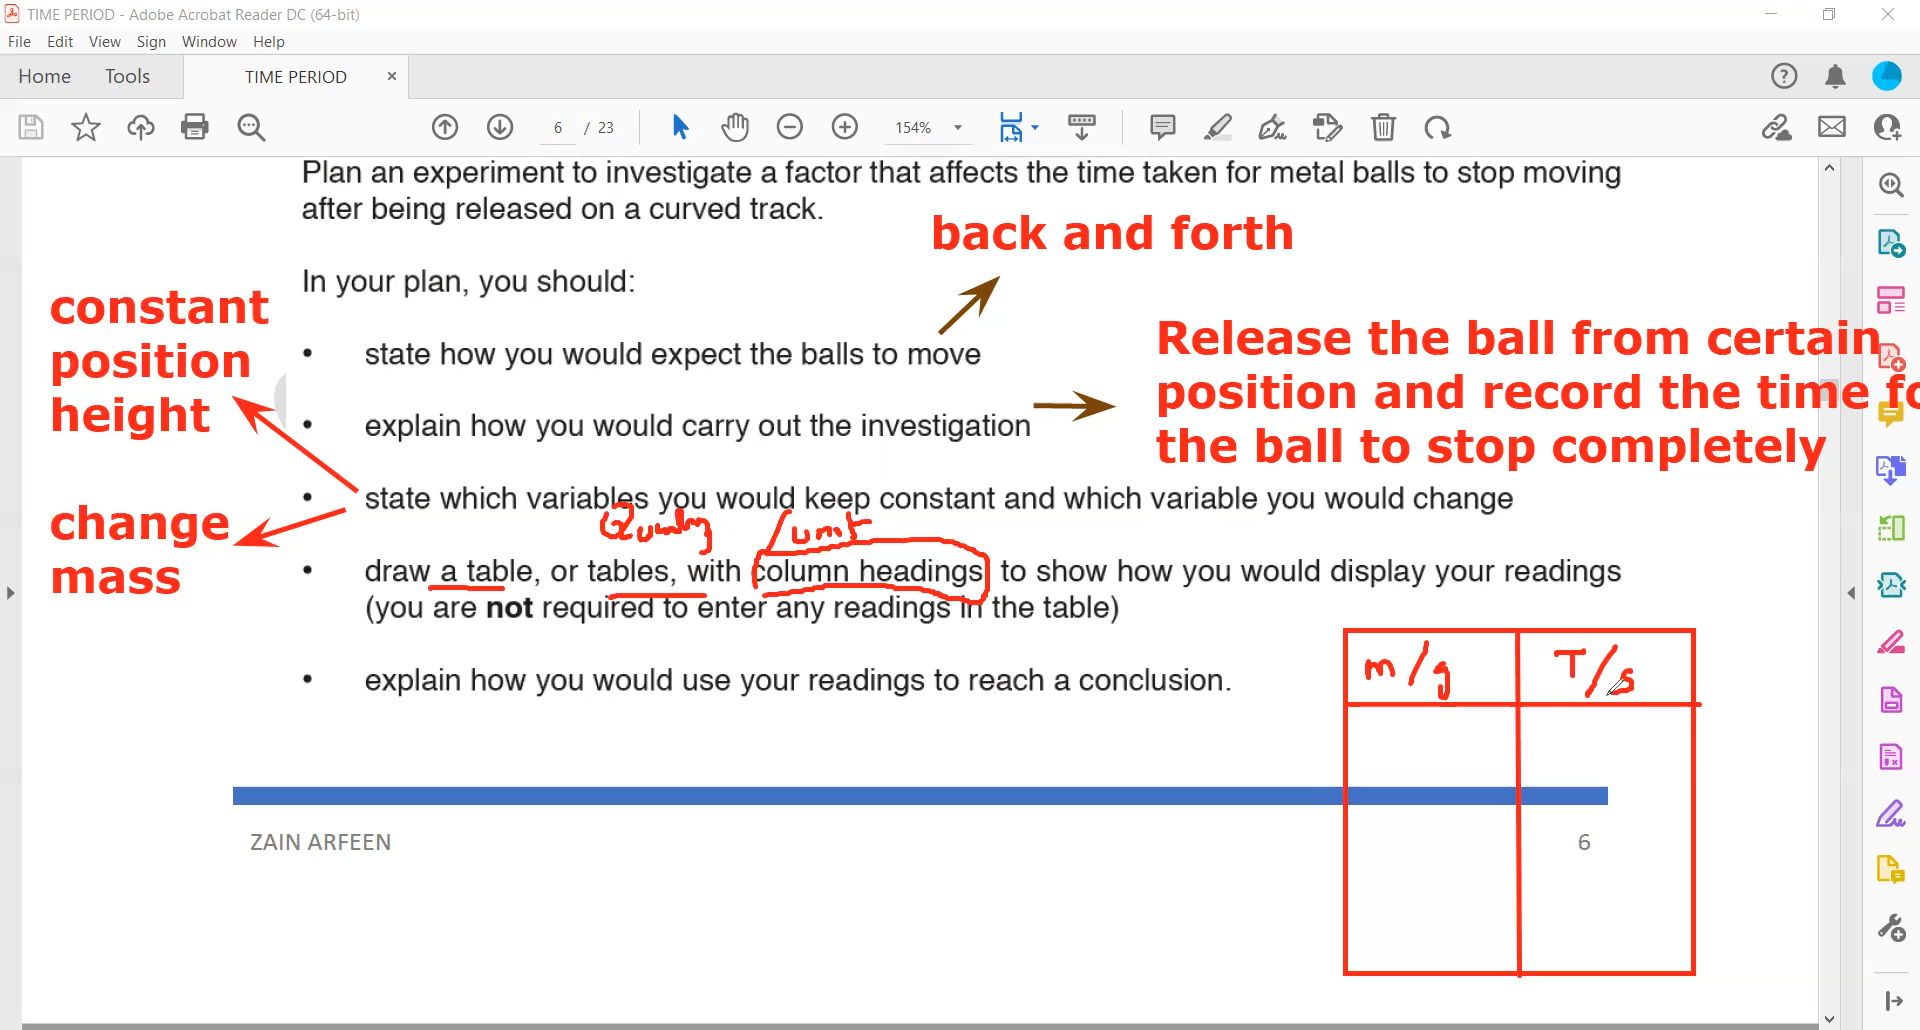 TIME PERIOD - Adobe Acrobat Reader DC (64-bit)
File Edit View Sign Window Help
Home Tools TIME PERIOD
6 / 23 154%
Plan an experiment to investigate a factor that affects the time taken for metal balls to stop moving
after being released on a curved track.
back and forth
In your plan, you should:
constant
position
height
• state how you would expect the balls to move
Release the ball from certain
position and record the time fo
the ball to stop completely
• explain how you would carry out the investigation
• state which variables you would keep constant and which variable you would change
change
mass
unit
• draw a table, or tables, with column headings to show how you would display your readings
(you are not required to enter any readings in the table)
m/g T/s
• explain how you would use your readings to reach a conclusion.
ZAIN ARFEEN 6